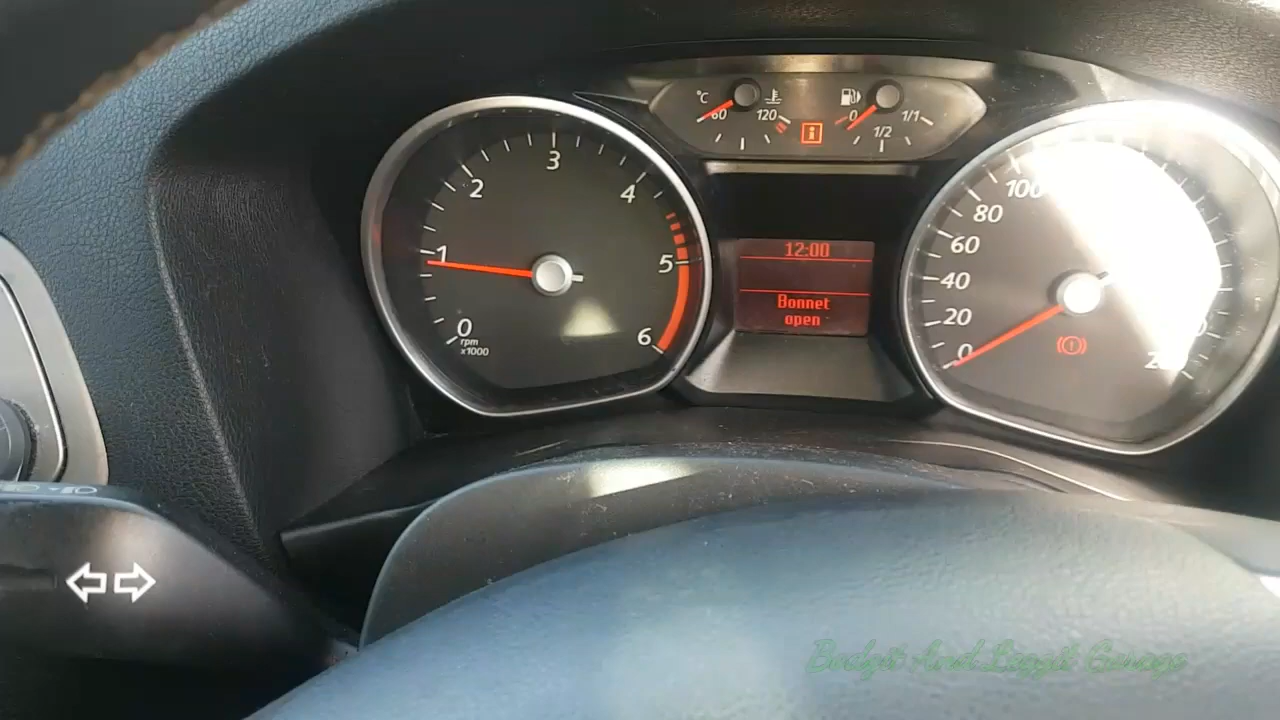 0 1 2 3 4 5 6
rpm
x1000
°C
60 120
0 1/2 1/1
12:00
Bonnet
open
0 20 40 60 80 100
Bodgit And Leggit Garage